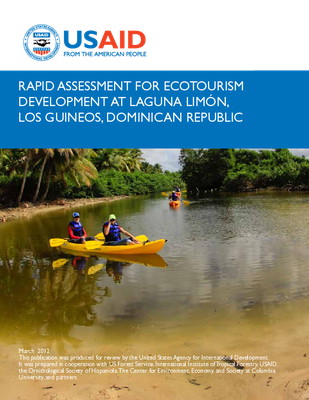 USAID
USAID
FROM THE AMERICAN PEOPLE
RAPID ASSESSMENT FOR ECOTOURISM
DEVELOPMENT AT LAGUNA LIMÓN,
LOS GUINEOS, DOMINICAN REPUBLIC
March 2012
This publication was produced for review by the United States Agency for International Development.
It was prepared in cooperation with US Forest Service, International Institute of Tropical Forestry, USAID,
the Ornithological Society of Hispaniola, The Center for Environment, Economy, and Society at Columbia
University, and partners